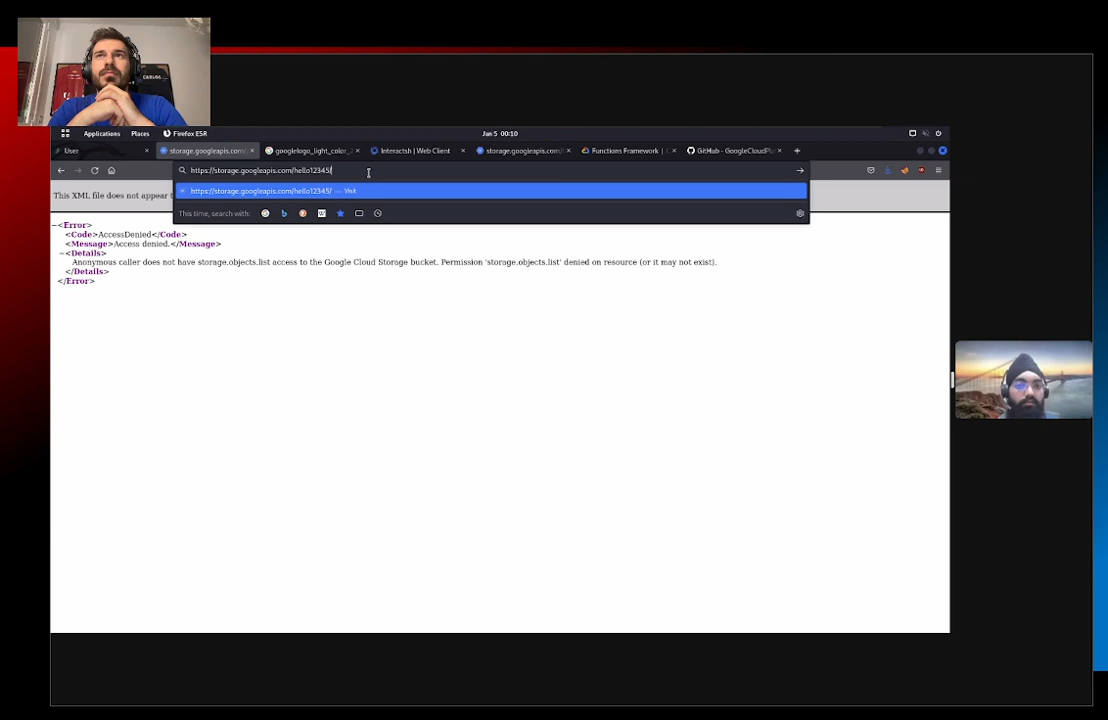 CARLOS
Applications Places Firefox ESR Jan 5 00:10
User storage.googleapis.com/ googlelogo_light_color_2 Interactsh | Web Client storage.googleapis.com/ Functions Framework | GitHub - GoogleCloudPla
https://storage.googleapis.com/hello12345/
This XML file does not appear t
https://storage.googleapis.com/hello12345/ — Visit
This time, search with:
−<Error>
<Code>AccessDenied</Code>
<Message>Access denied.</Message>
−<Details>
Anonymous caller does not have storage.objects.list access to the Google Cloud Storage bucket. Permission 'storage.objects.list' denied on resource (or it may not exist).
</Details>
</Error>